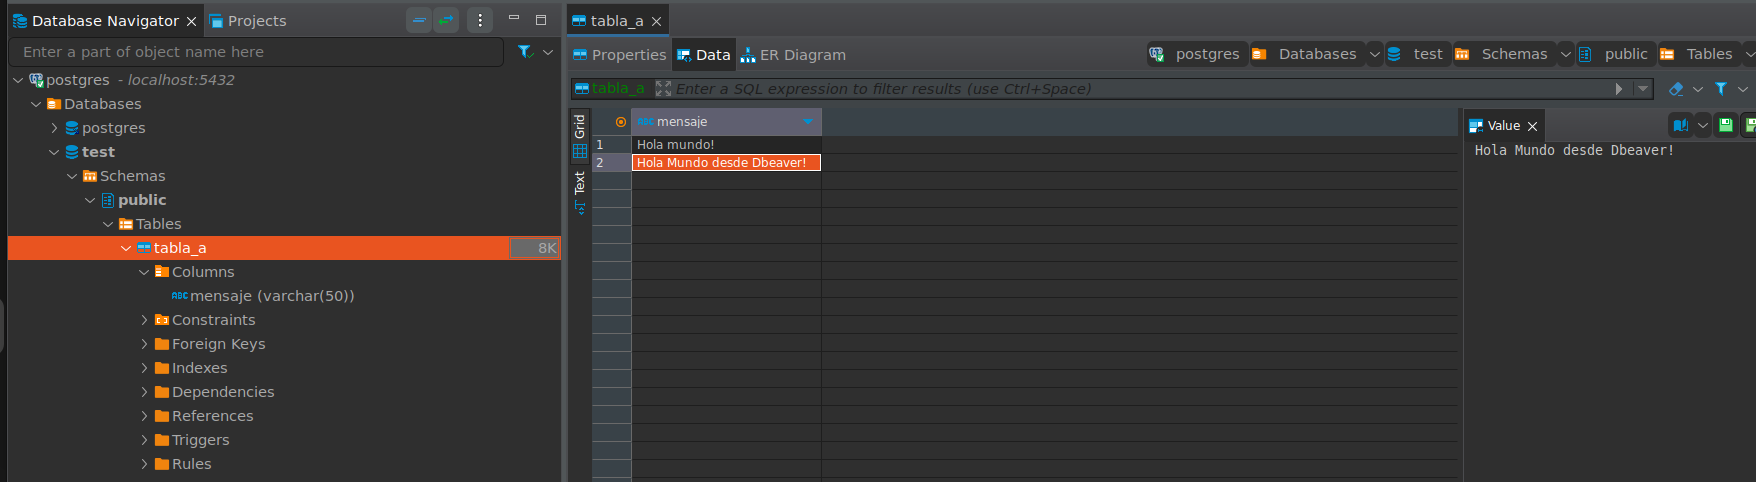 Database Navigator
Projects
Enter a part of object name here
postgres - localhost:5432
Databases
postgres
test
Schemas
public
Tables
tabla_a 8K
Columns
ABC mensaje (varchar(50))
Constraints
Foreign Keys
Indexes
Dependencies
References
Triggers
Rules
tabla_a
Properties Data ER Diagram
postgres Databases test Schemas public Tables
tabla_a Enter a SQL expression to filter results (use Ctrl+Space)
Grid
Text
ABC mensaje
1 Hola mundo!
2 Hola Mundo desde Dbeaver!
Value
Hola Mundo desde Dbeaver!